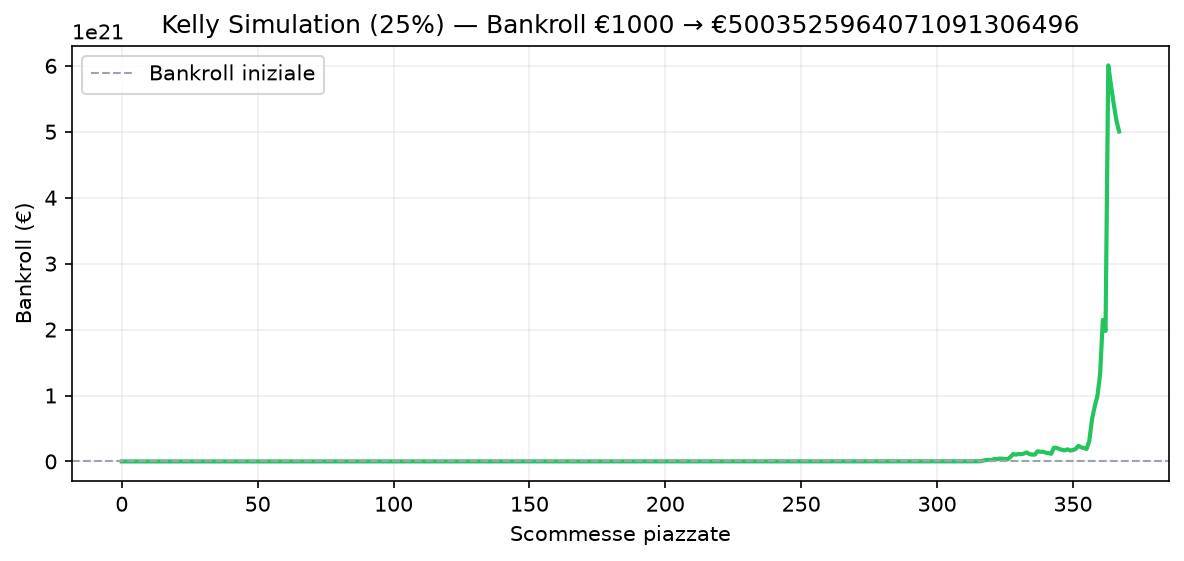 Kelly Simulation (25%) — Bankroll €1000 → €5003525964071091306496
1e21
Bankroll iniziale
6
5
4
3
2
1
0
Bankroll (€)
0 50 100 150 200 250 300 350
Scommesse piazzate